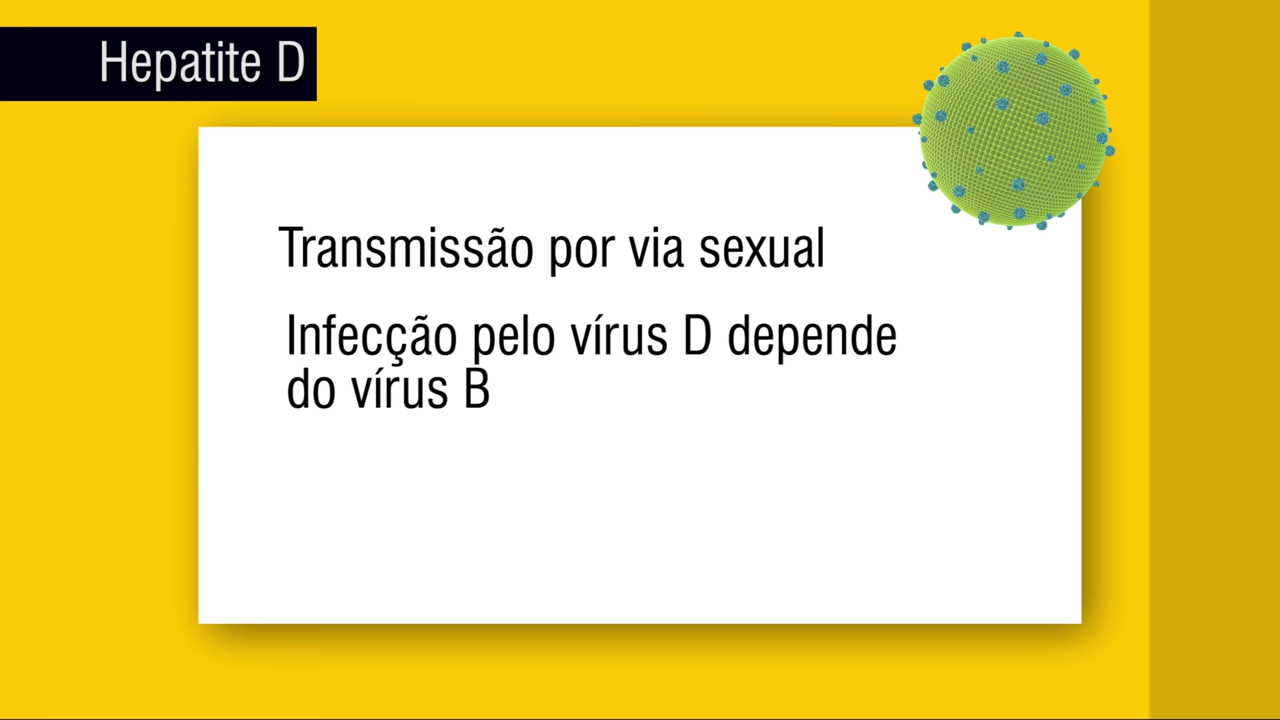 Hepatite D
Transmissão por via sexual
Infecção pelo vírus D depende
do vírus B